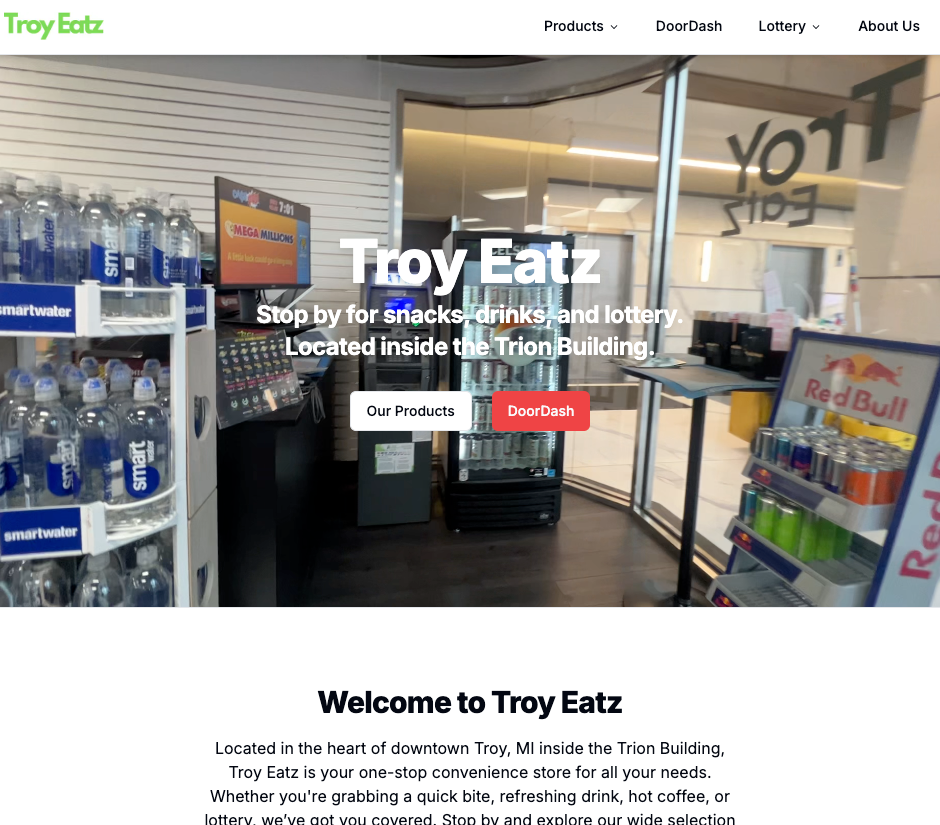 Troy Eatz
Products
DoorDash
Lottery
About Us
7:01
MEGA MILLIONS
Troy
Eatz
smart
smartwater
Troy Eatz
Stop by for snacks, drinks, and lottery.
Located inside the Trion Building.
Our Products
DoorDash
Red Bull
smart
water
smartwater
Welcome to Troy Eatz
Located in the heart of downtown Troy, MI inside the Trion Building,
Troy Eatz is your one-stop convenience store for all your needs.
Whether you're grabbing a quick bite, refreshing drink, hot coffee, or
lottery, we’ve got you covered. Stop by and explore our wide selection